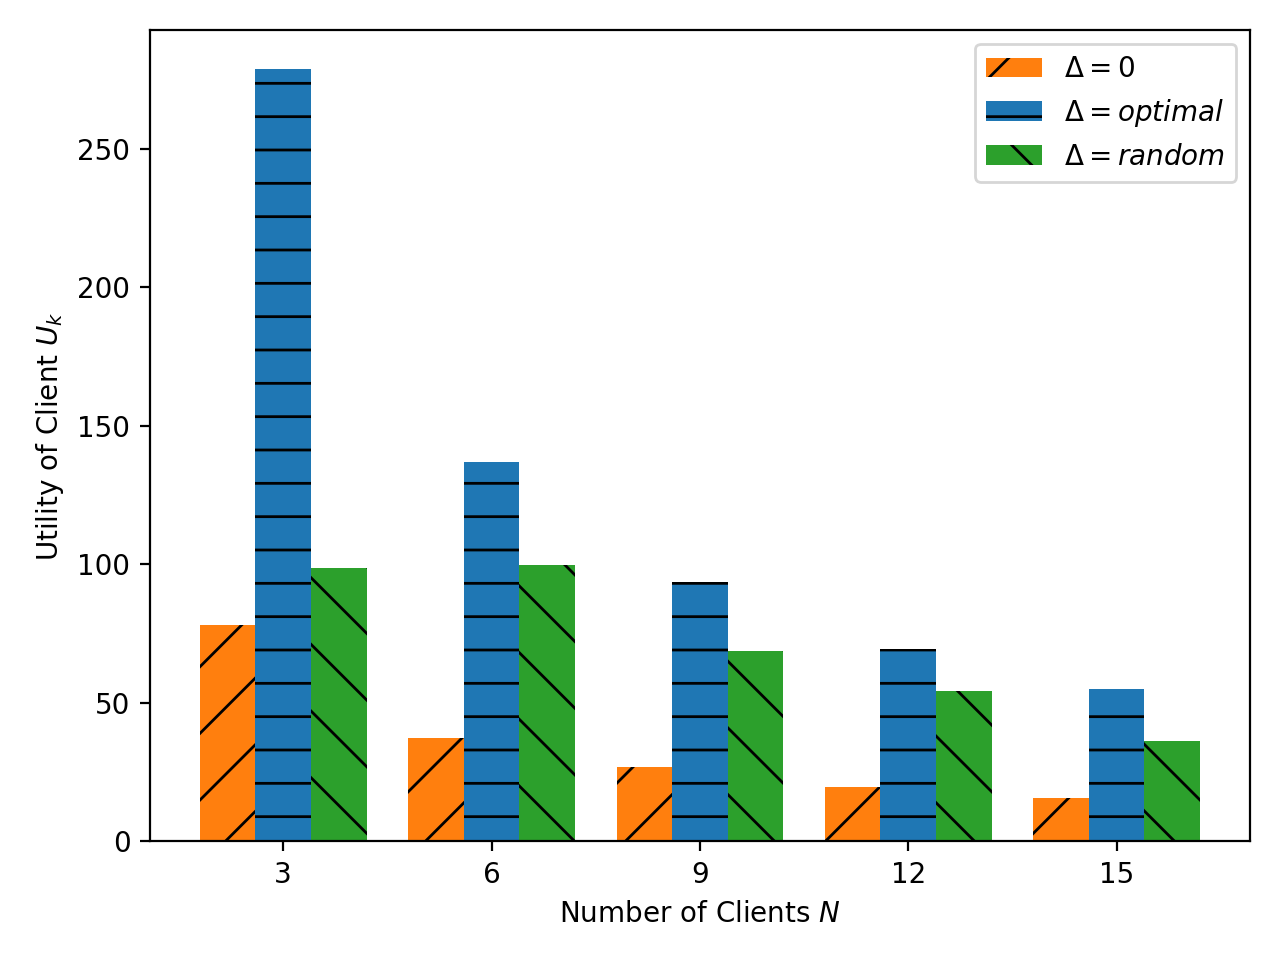 Δ = 0
Δ = optimal
Δ = random
250
200
150
100
50
0
Utility of Client U_k
3 6 9 12 15
Number of Clients N